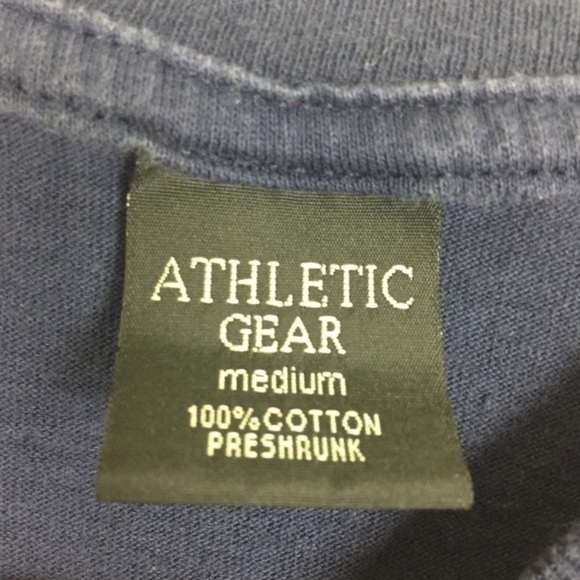 ATHLETIC
GEAR
medium
100% COTTON
PRESHRUNK